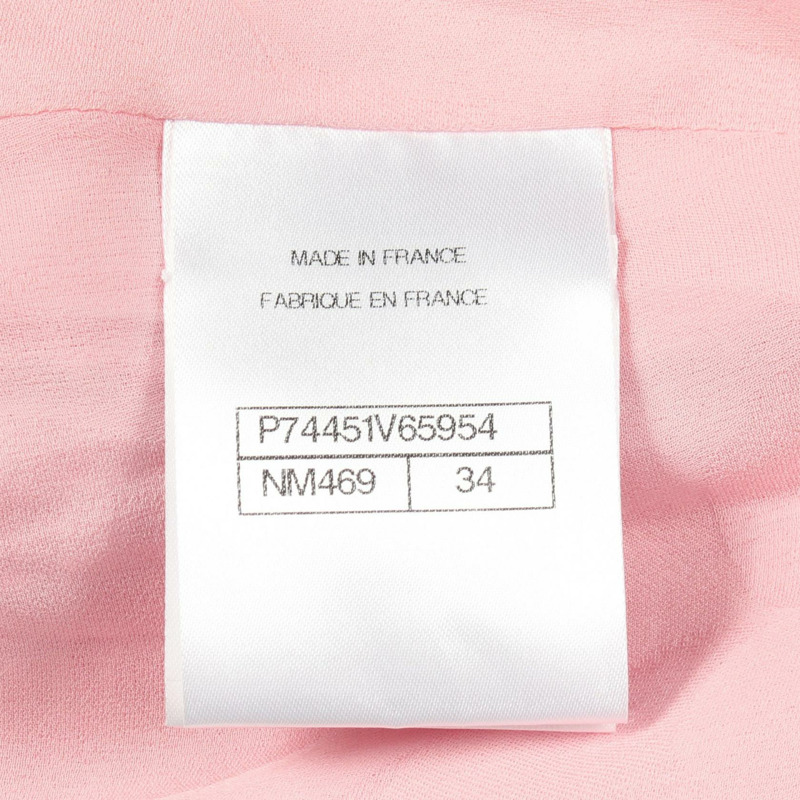 MADE IN FRANCE
FABRIQUE EN FRANCE
P74451V65954
NM469 34